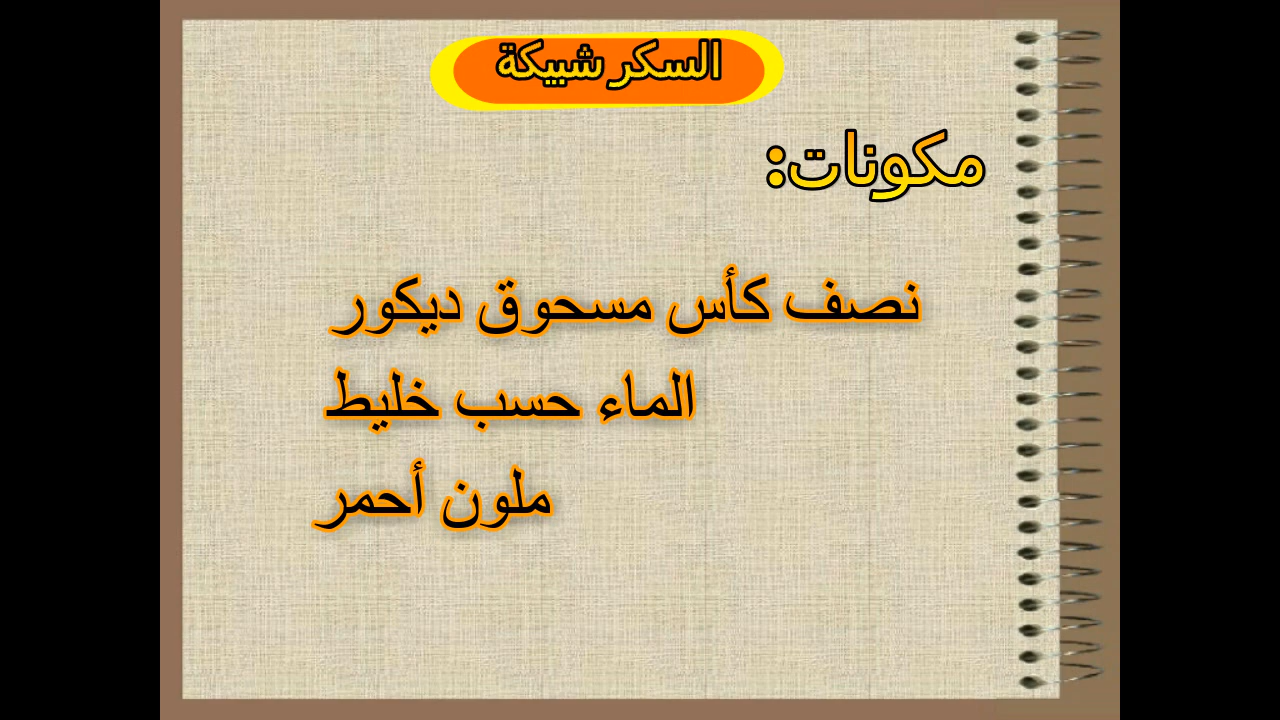 السكر شبيكة
مكونات:
نصف كأس مسحوق ديكور
الماء حسب خليط
ملون أحمر